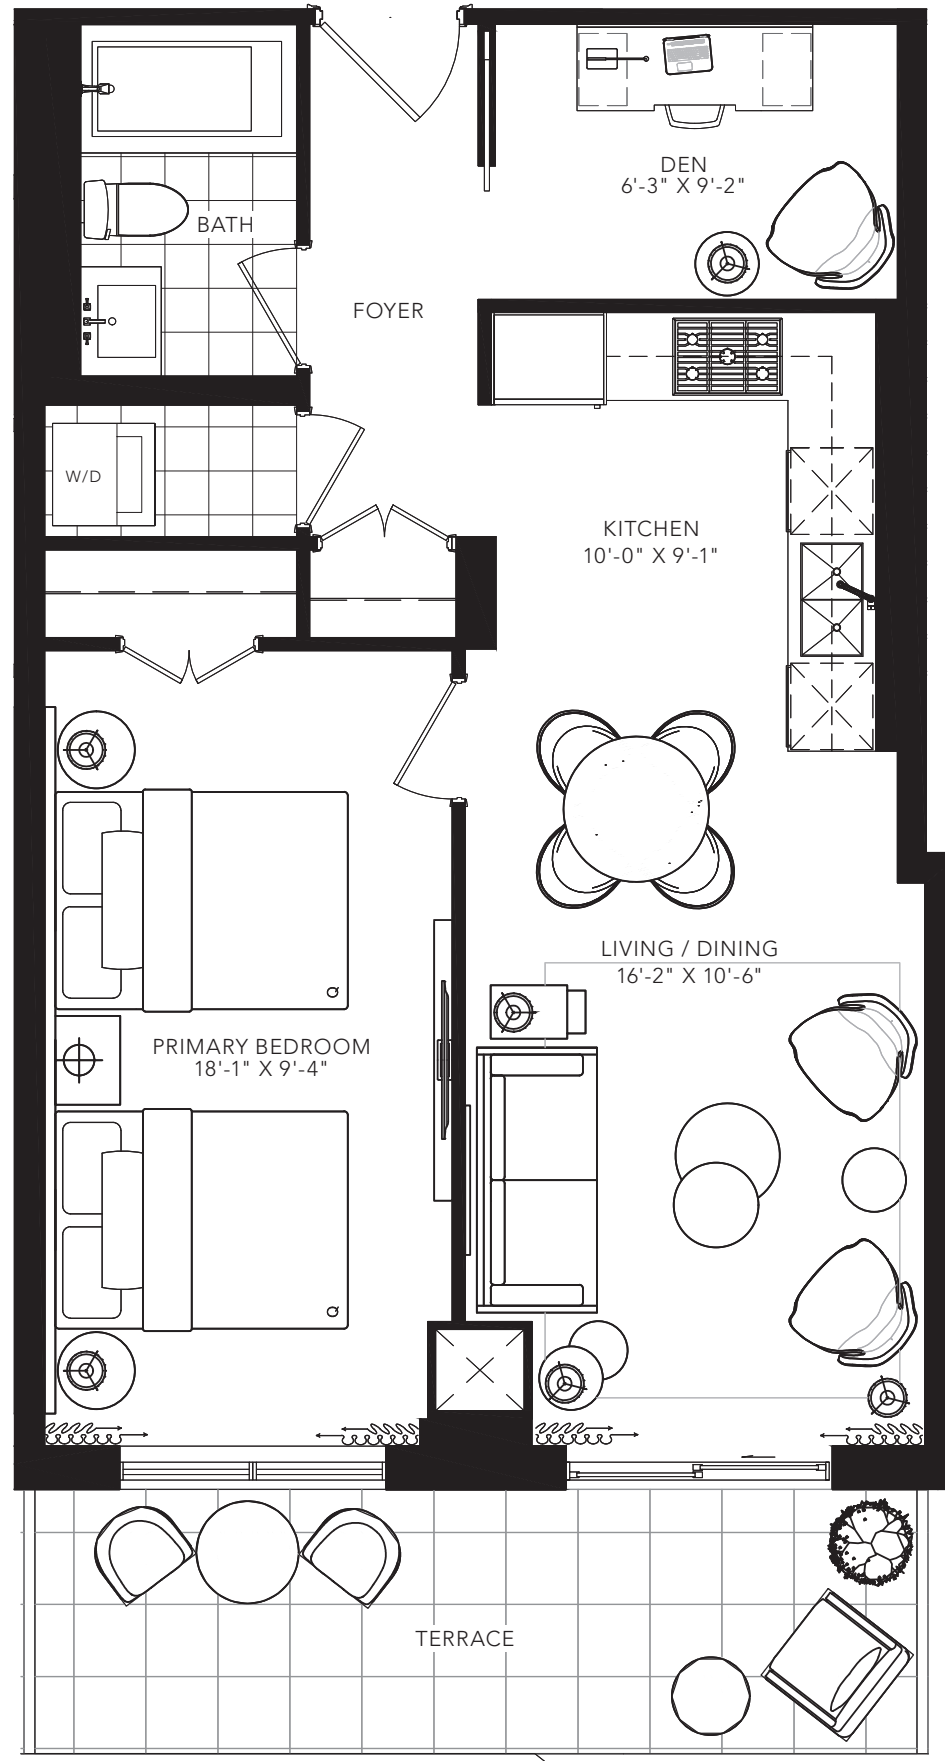 DEN
6'-3" X 9'-2"
BATH
FOYER
W/D
KITCHEN
10'-0" X 9'-1"
LIVING / DINING
16'-2" X 10'-6"
PRIMARY BEDROOM
18'-1" X 9'-4"
Q
Q
TERRACE